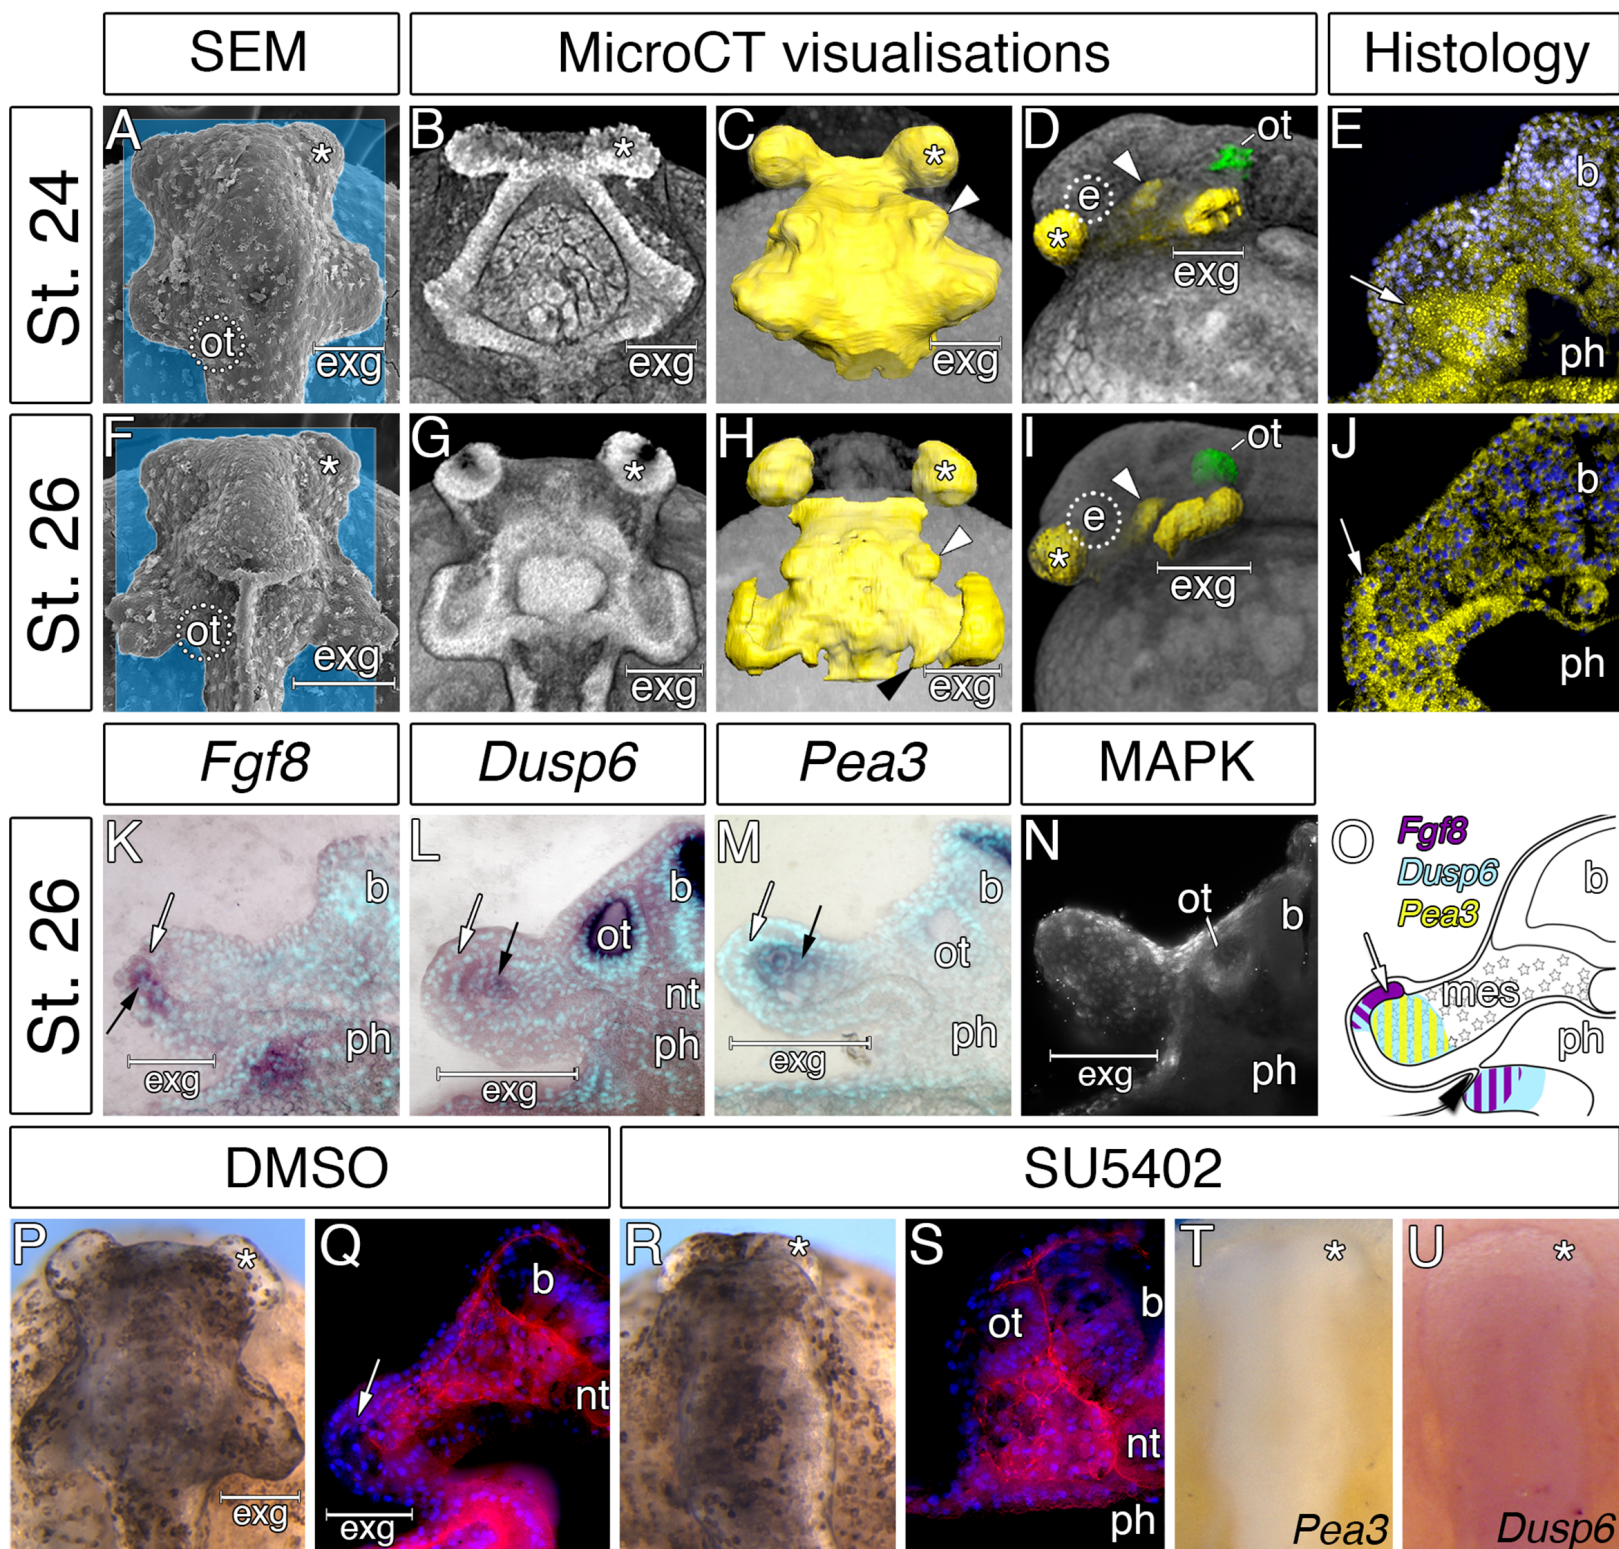 SEM
MicroCT visualisations
Histology
St. 24
A
*
ot
exg
B
*
exg
C
*
exg
D
ot
e
*
exg
E
b
ph
St. 26
F
*
ot
exg
G
*
exg
H
*
exg
I
ot
e
*
exg
J
b
ph
Fgf8
Dusp6
Pea3
MAPK
St. 26
K
b
ph
exg
L
b
ot
nt
ph
exg
M
b
ot
ph
exg
N
ot
b
exg
ph
O
Fgf8
Dusp6
Pea3
b
mes
ph
DMSO
SU5402
P
*
exg
Q
b
nt
exg
R
*
S
b
ot
nt
ph
T
*
Pea3
U
*
Dusp6